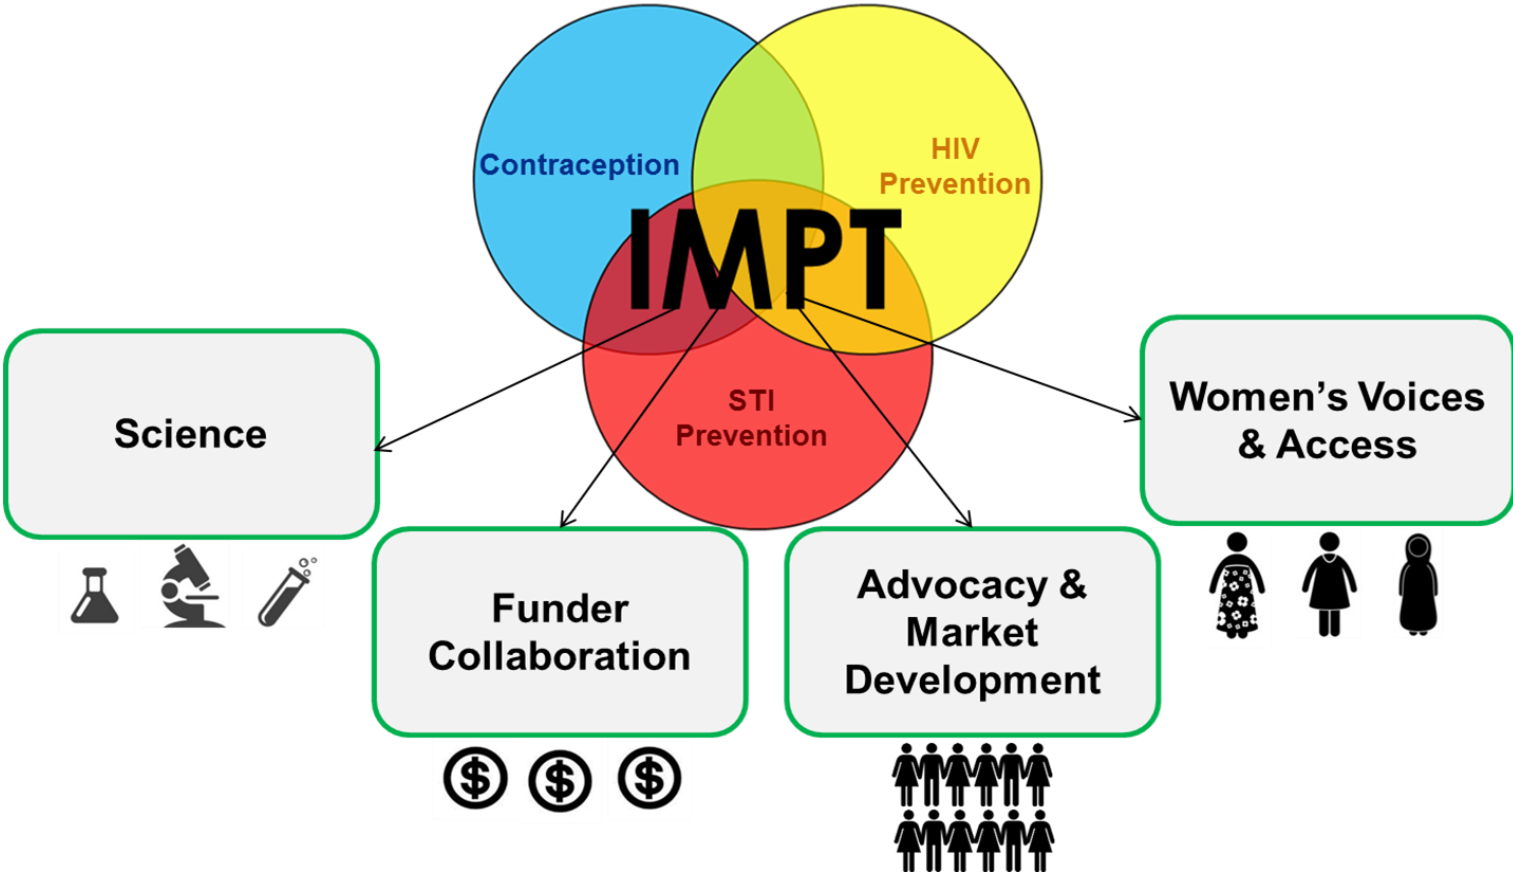 Contraception
HIV
Prevention
IMPT
STI
Prevention
Science
Women’s Voices
& Access
Funder
Collaboration
Advocacy &
Market
Development
$ $ $